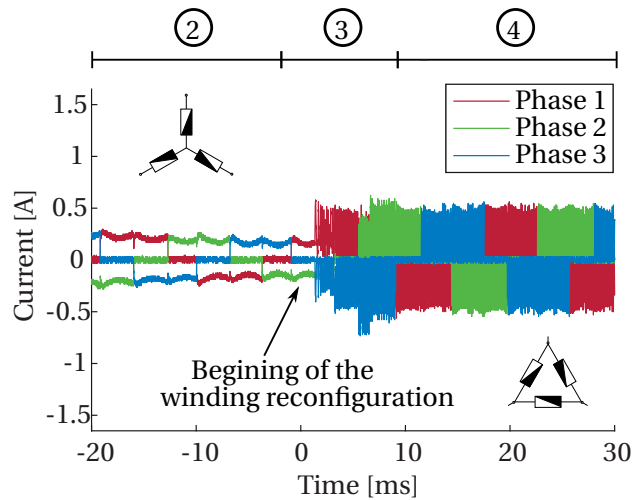 2 3 4
1.5
Phase 1
Phase 2
Phase 3
1
0.5
0
-0.5
-1
-1.5
Current [A]
Begining of the
winding reconfiguration
-20 -10 0 10 20 30
Time [ms]